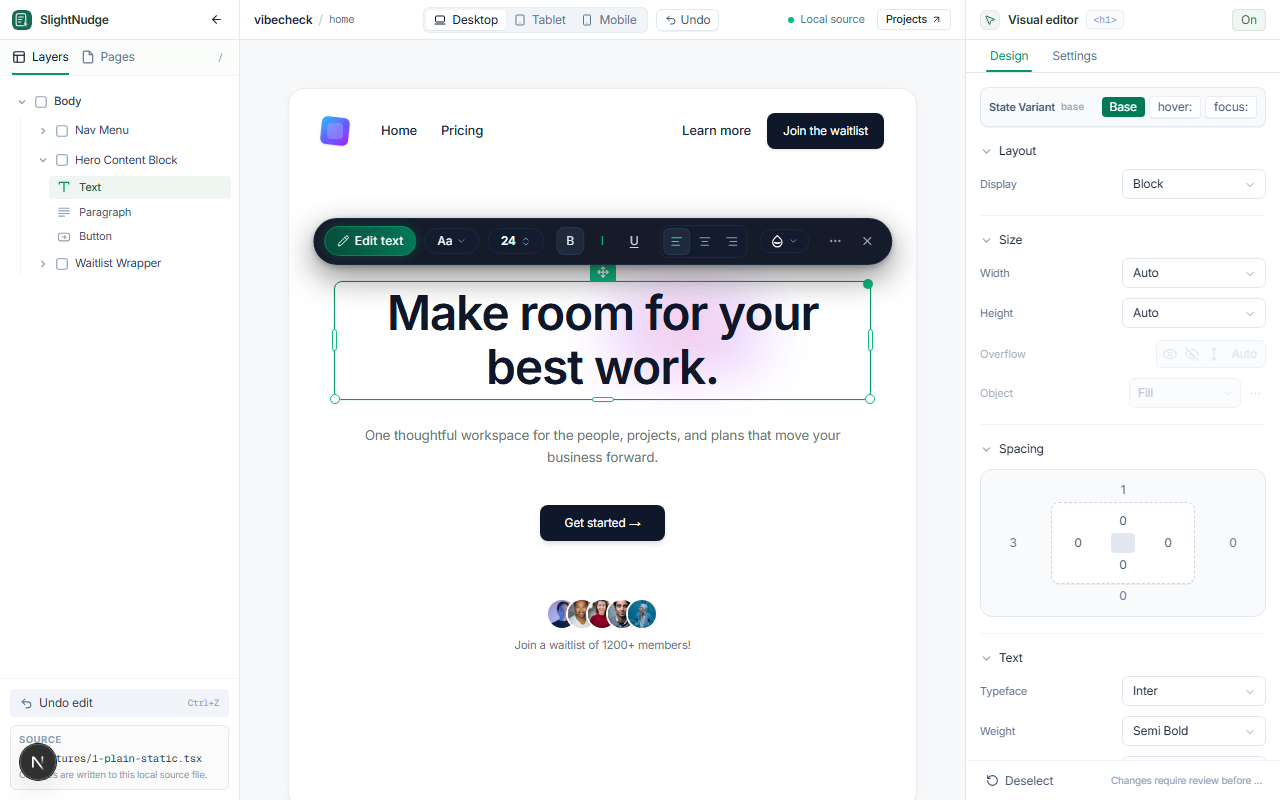 SlightNudge
vibecheck / home
Desktop
Tablet
Mobile
Undo
Local source
Projects
Visual editor
<h1>
On
Layers
Pages
/
Design
Settings
Body
Nav Menu
Hero Content Block
Text
Paragraph
Button
Waitlist Wrapper
Home
Pricing
Learn more
Join the waitlist
Edit text
Aa
24
B
I
U
Make room for your
best work.
One thoughtful workspace for the people, projects, and plans that move your
business forward.
Get started →
Join a waitlist of 1200+ members!
State Variant base
Base
hover:
focus:
Layout
Display
Block
Size
Width
Auto
Height
Auto
Overflow
Auto
Object
Fill
Spacing
1
0
3
0
0
0
0
0
Text
Typeface
Inter
Weight
Semi Bold
Undo edit
Ctrl+Z
SOURCE
N
tures/1-plain-static.tsx
are written to this local source file.
Deselect
Changes require review before ...